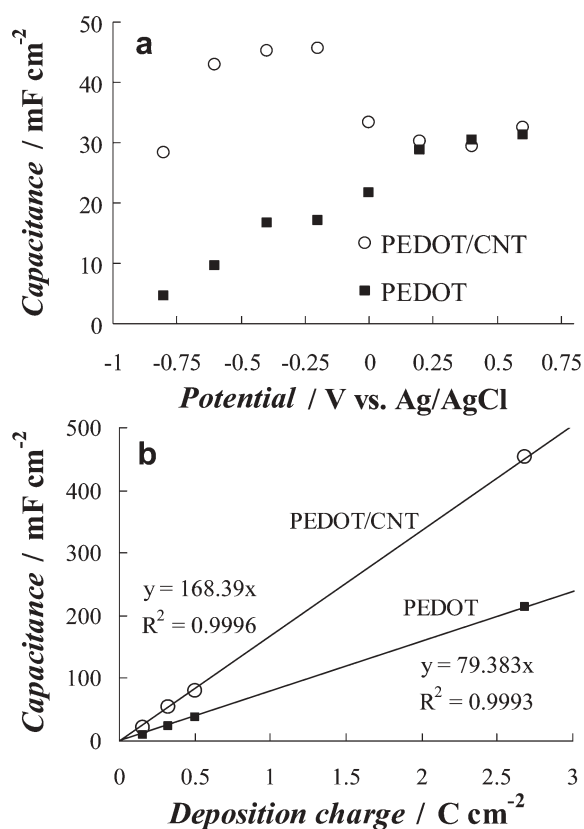 a
50
40
30
20
10
0
Capacitance / mF cm⁻²
PEDOT/CNT
PEDOT
-1 -0.75 -0.5 -0.25 0 0.25 0.5 0.75
Potential / V vs. Ag/AgCl
b
500
400
300
200
100
0
Capacitance / mF cm⁻²
PEDOT/CNT
y = 168.39x
R² = 0.9996
PEDOT
y = 79.383x
R² = 0.9993
0 0.5 1 1.5 2 2.5 3
Deposition charge / C cm⁻²